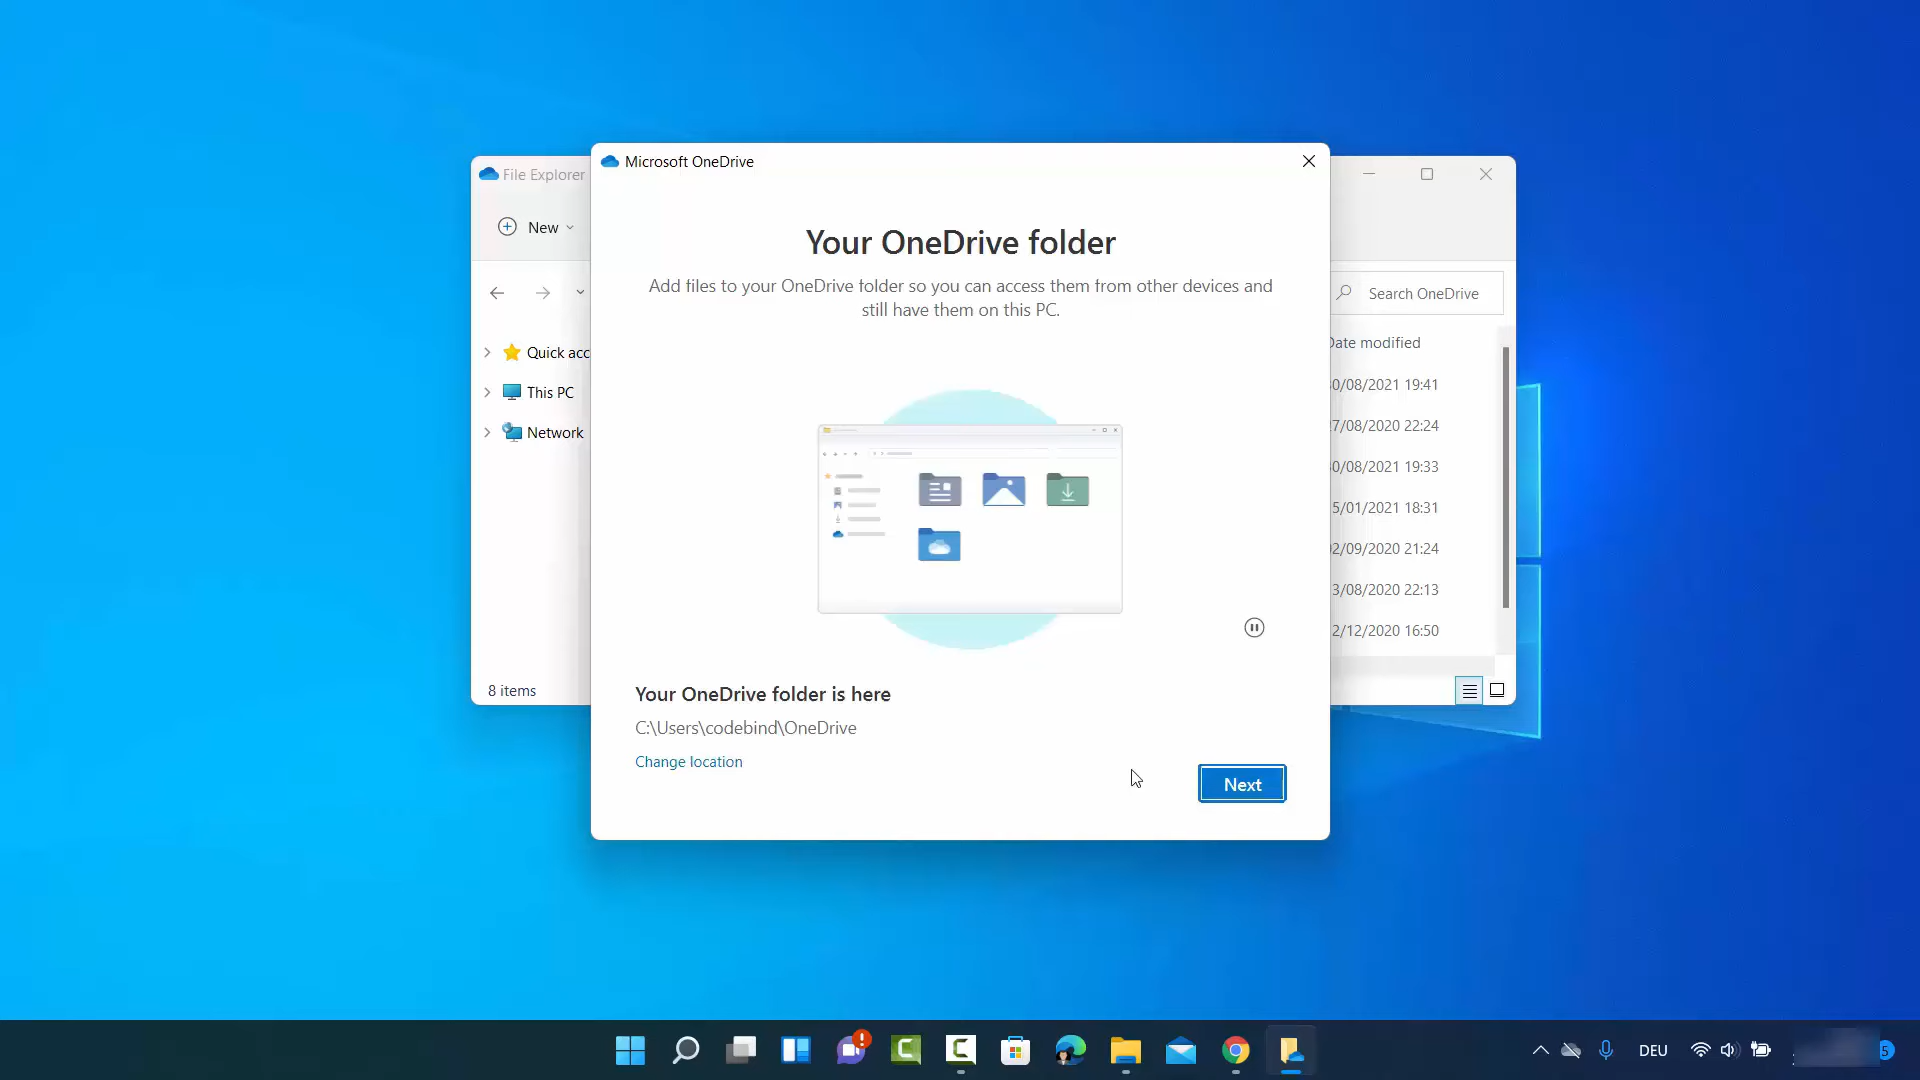 File Explorer
New
Quick acc
This PC
Network
8 items
Microsoft OneDrive
Your OneDrive folder
Add files to your OneDrive folder so you can access them from other devices and
still have them on this PC.
Your OneDrive folder is here
C:\Users\codebind\OneDrive
Change location
Next
Search OneDrive
Date modified
0/08/2021 19:41
7/08/2020 22:24
0/08/2021 19:33
5/01/2021 18:31
02/09/2020 21:24
3/08/2020 22:13
2/12/2020 16:50
DEU
5